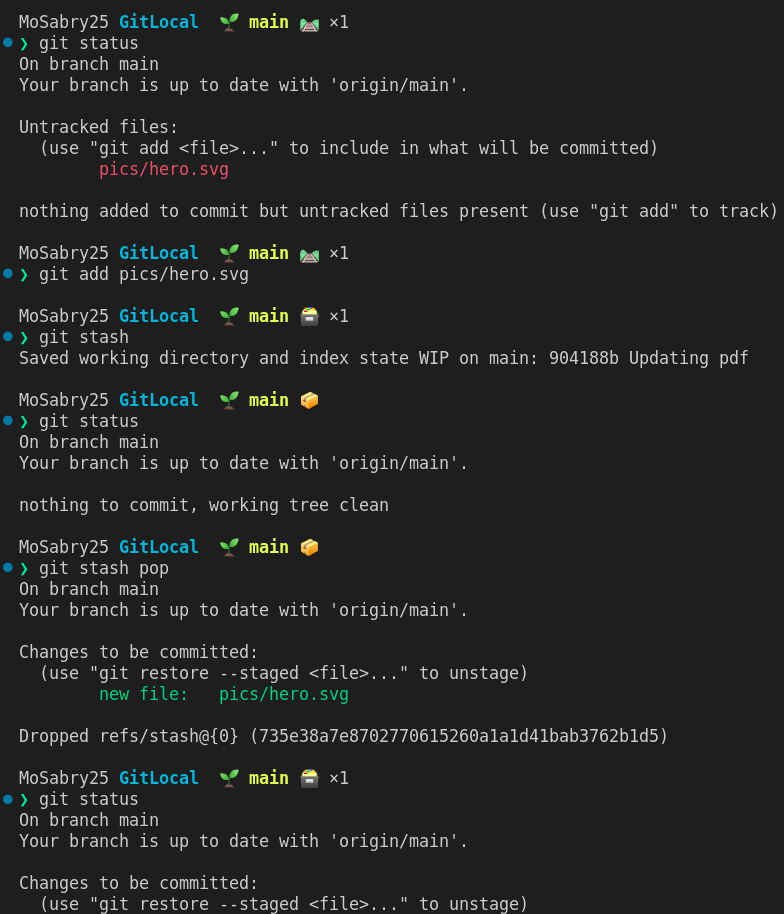 MoSabry25 GitLocal 🌱 main 🛤️ ×1
❯ git status
On branch main
Your branch is up to date with 'origin/main'.

Untracked files:
  (use "git add <file>..." to include in what will be committed)
        pics/hero.svg

nothing added to commit but untracked files present (use "git add" to track)

MoSabry25 GitLocal 🌱 main 🛤️ ×1
❯ git add pics/hero.svg

MoSabry25 GitLocal 🌱 main 🗃️ ×1
❯ git stash
Saved working directory and index state WIP on main: 904188b Updating pdf

MoSabry25 GitLocal 🌱 main 📦
❯ git status
On branch main
Your branch is up to date with 'origin/main'.

nothing to commit, working tree clean

MoSabry25 GitLocal 🌱 main 📦
❯ git stash pop
On branch main
Your branch is up to date with 'origin/main'.

Changes to be committed:
  (use "git restore --staged <file>..." to unstage)
        new file:   pics/hero.svg

Dropped refs/stash@{0} (735e38a7e8702770615260a1a1d41bab3762b1d5)

MoSabry25 GitLocal 🌱 main 🗃️ ×1
❯ git status
On branch main
Your branch is up to date with 'origin/main'.

Changes to be committed:
  (use "git restore --staged <file>..." to unstage)